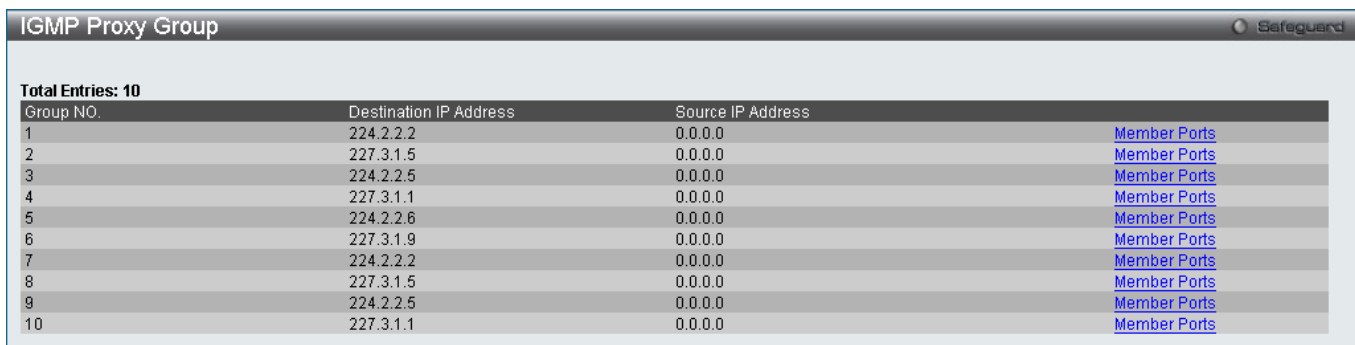 IGMP Proxy Group Safeguard
Total Entries: 10
Group NO. Destination IP Address Source IP Address
1 224.2.2.2 0.0.0.0 Member Ports
2 227.3.1.5 0.0.0.0 Member Ports
3 224.2.2.5 0.0.0.0 Member Ports
4 227.3.1.1 0.0.0.0 Member Ports
5 224.2.2.6 0.0.0.0 Member Ports
6 227.3.1.9 0.0.0.0 Member Ports
7 224.2.2.2 0.0.0.0 Member Ports
8 227.3.1.5 0.0.0.0 Member Ports
9 224.2.2.5 0.0.0.0 Member Ports
10 227.3.1.1 0.0.0.0 Member Ports